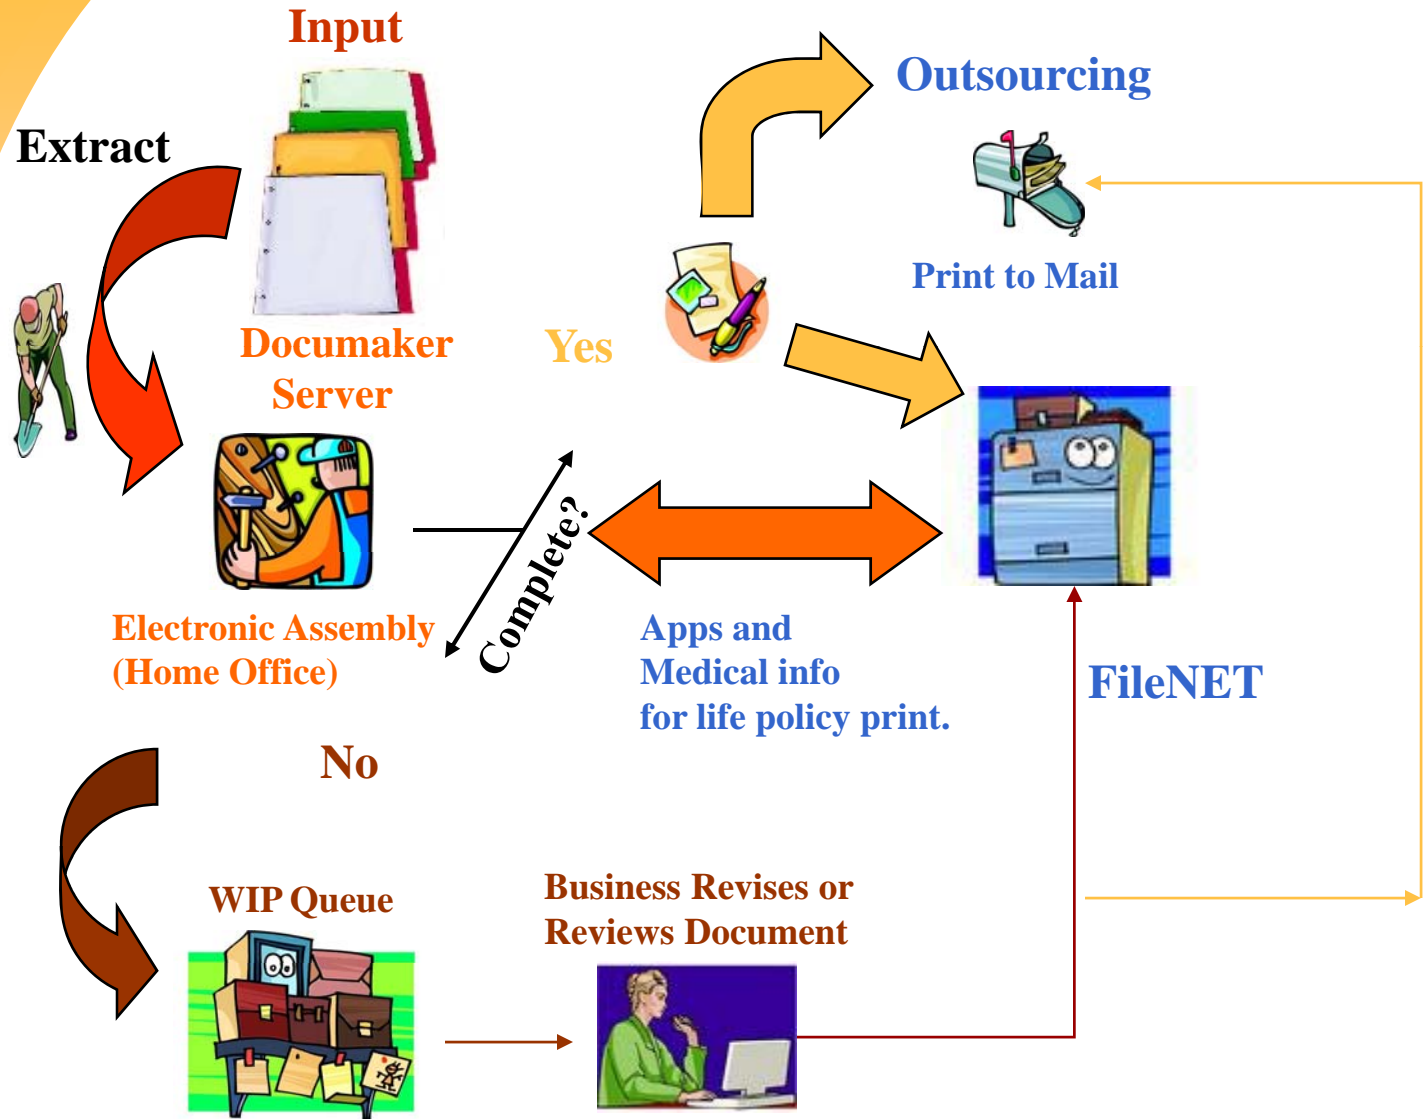 Input
Outsourcing
Extract
Print to Mail
Documaker
Server
Yes
Complete?
Electronic Assembly
(Home Office)
Apps and
Medical info
for life policy print.
FileNET
No
WIP Queue
Business Revises or
Reviews Document